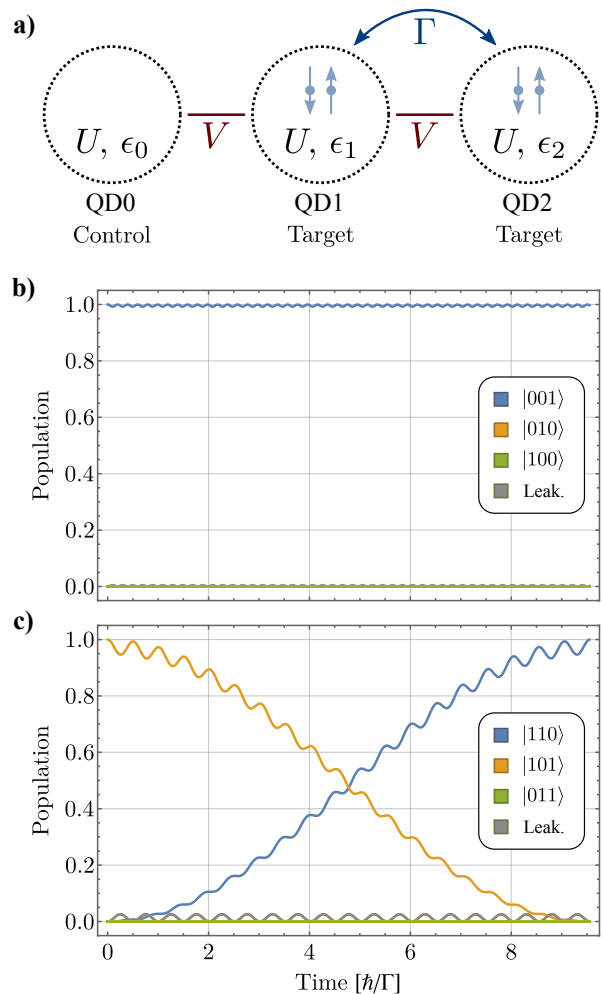 a)
Γ
U, ϵ₀
V
U, ϵ₁
V
U, ϵ₂
QD0
QD1
QD2
Control
Target
Target
b)
1.0
0.8
0.6
0.4
0.2
0.0
Population
|001⟩
|010⟩
|100⟩
Leak.
c)
1.0
0.8
0.6
0.4
0.2
0.0
Population
|110⟩
|101⟩
|011⟩
Leak.
0 2 4 6 8
Time [ℏ/Γ]